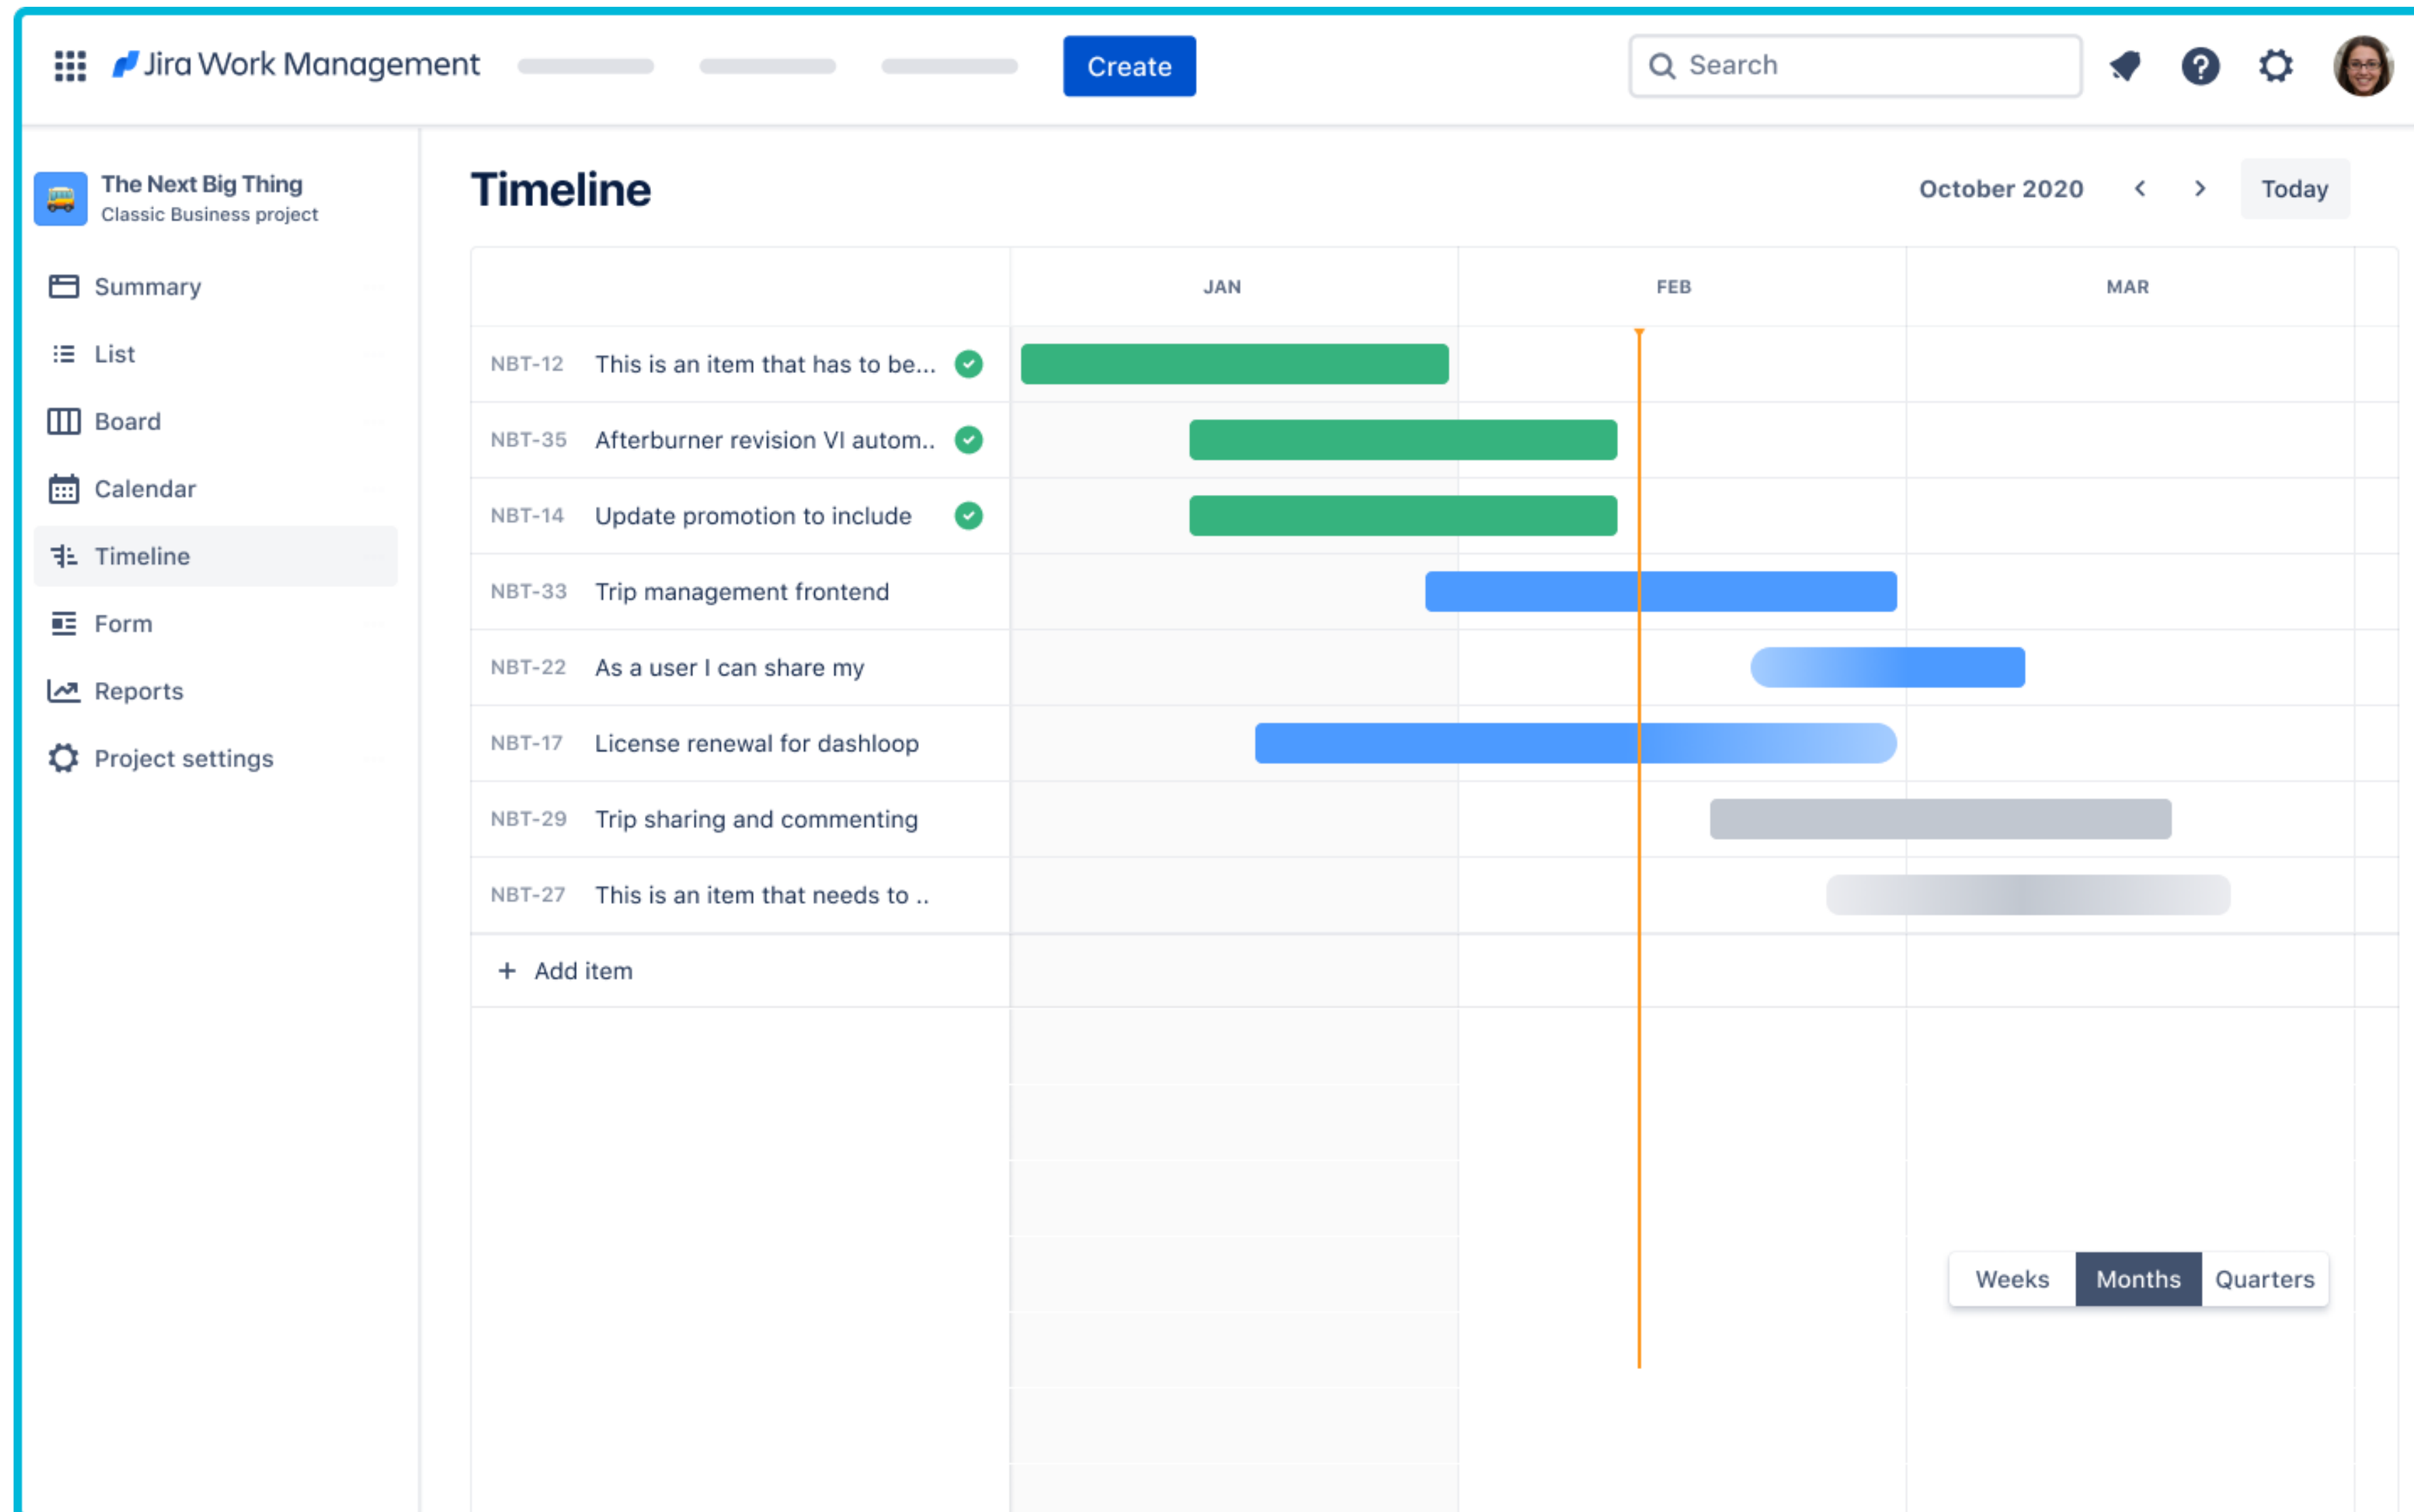 Jira Work Management
Create
Search
The Next Big Thing
Classic Business project
Summary
List
Board
Calendar
Timeline
Form
Reports
Project settings
Timeline
October 2020
Today
JAN FEB MAR
NBT-12 This is an item that has to be...
NBT-35 Afterburner revision VI autom..
NBT-14 Update promotion to include
NBT-33 Trip management frontend
NBT-22 As a user I can share my
NBT-17 License renewal for dashloop
NBT-29 Trip sharing and commenting
NBT-27 This is an item that needs to ..
+ Add item
Weeks Months Quarters